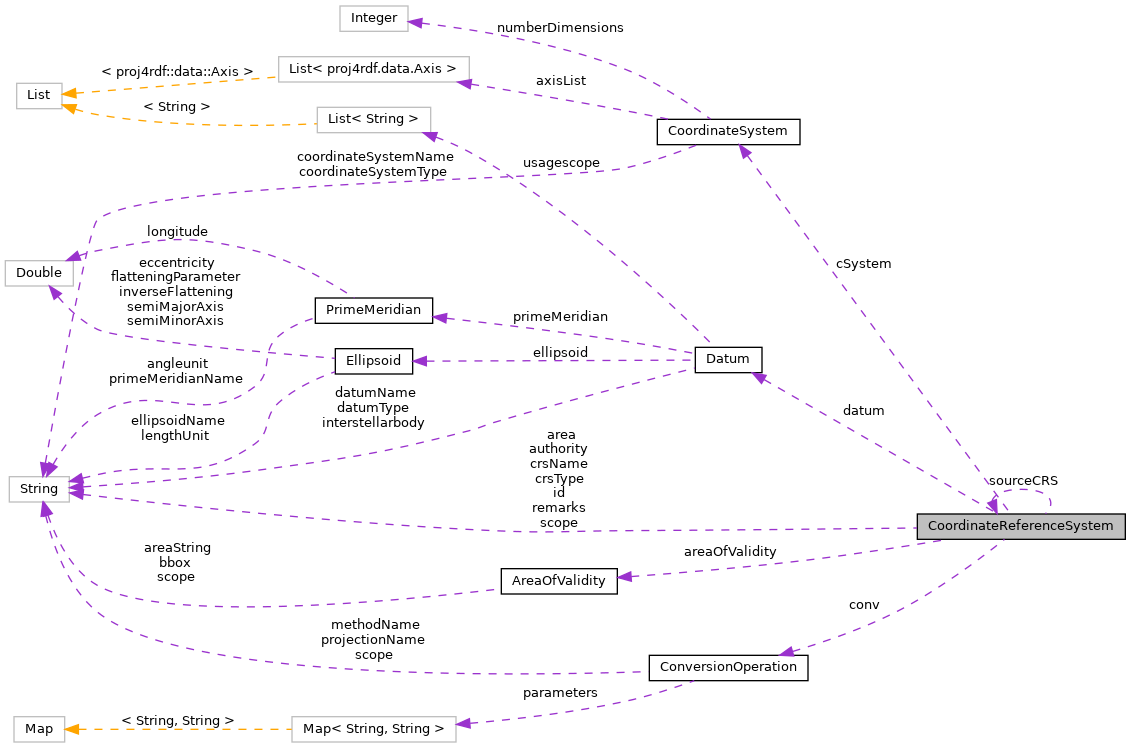 Integer
numberDimensions
List< proj4rdf.data.Axis >
< proj4rdf::data::Axis >
axisList
List
< String >
List< String >
CoordinateSystem
coordinateSystemName
coordinateSystemType
usagescope
longitude
Double
eccentricity
flatteningParameter
inverseFlattening
semiMajorAxis
semiMinorAxis
cSystem
PrimeMeridian
primeMeridian
Ellipsoid
ellipsoid
Datum
angleunit
primeMeridianName
datumName
datumType
interstellarbody
datum
ellipsoidName
lengthUnit
area
authority
crsName
crsType
id
remarks
scope
String
sourceCRS
CoordinateReferenceSystem
areaString
bbox
scope
areaOfValidity
AreaOfValidity
conv
methodName
projectionName
scope
ConversionOperation
parameters
Map
< String, String >
Map< String, String >